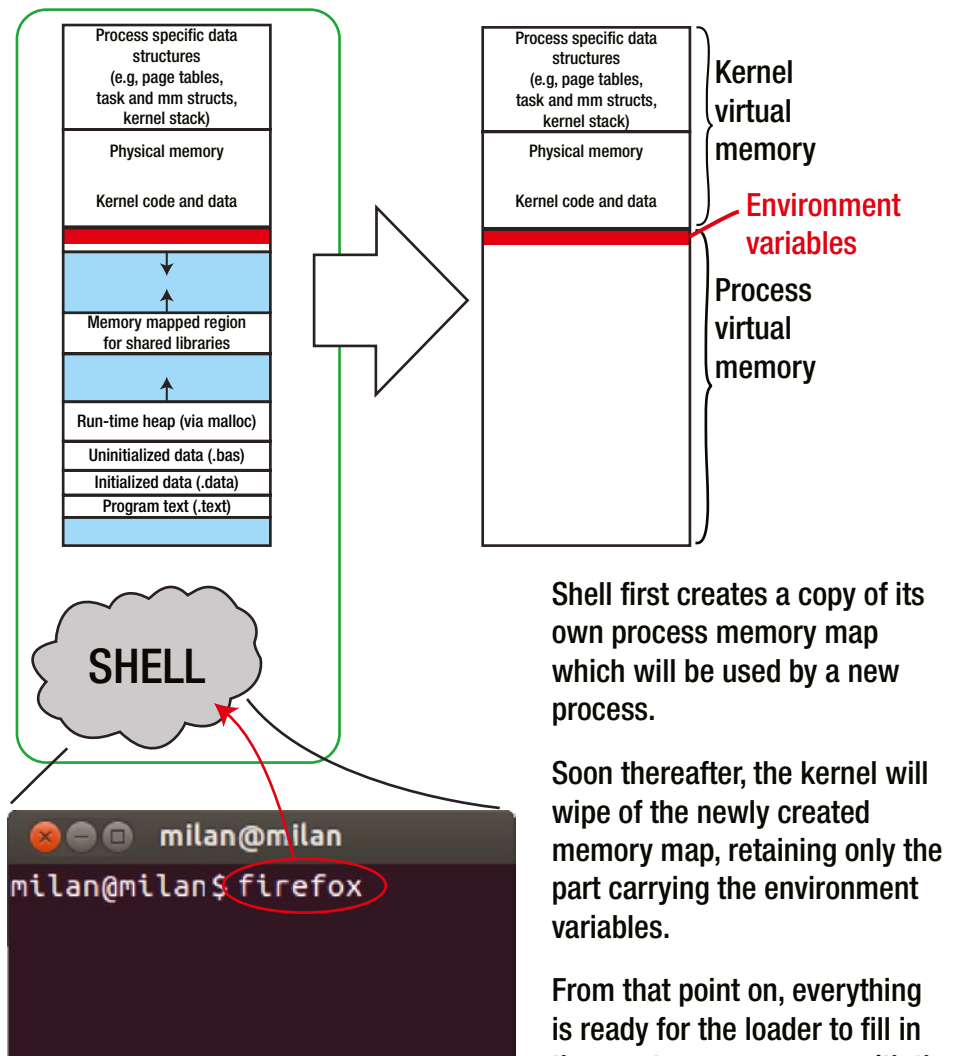 Process specific data
structures
(e.g, page tables,
task and mm structs,
kernel stack)
Physical memory
Kernel code and data
Memory mapped region
for shared libraries
Run-time heap (via malloc)
Uninitialized data (.bas)
Initialized data (.data)
Program text (.text)
Process specific data
structures
(e.g, page tables,
task and mm structs,
kernel stack)
Physical memory
Kernel code and data
Kernel
virtual
memory
Environment
variables
Process
virtual
memory
SHELL
milan@milan
milan@milan$ firefox
Shell first creates a copy of its
own process memory map
which will be used by a new
process.
Soon thereafter, the kernel will
wipe of the newly created
memory map, retaining only the
part carrying the environment
variables.
From that point on, everything
is ready for the loader to fill in